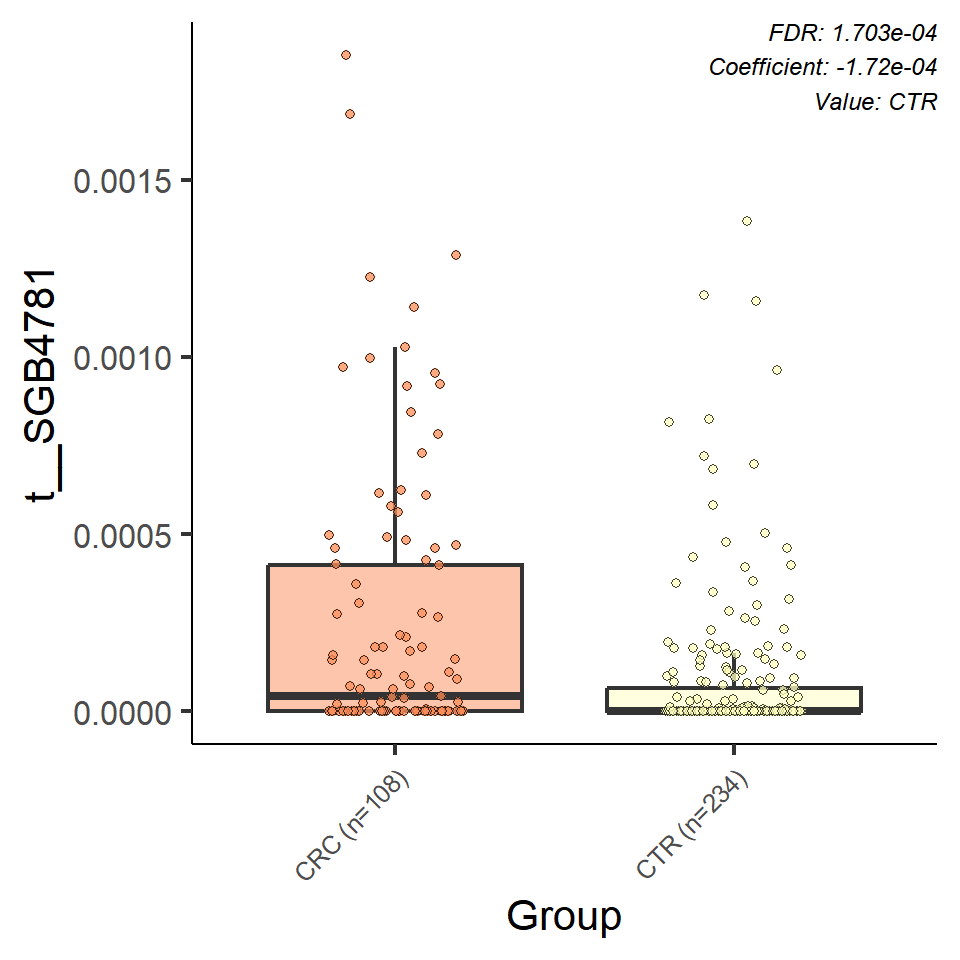 FDR: 1.703e-04
Coefficient: -1.72e-04
Value: CTR
t__SGB4781
0.0015
0.0010
0.0005
0.0000
CRC (n=108)
CTR (n=234)
Group